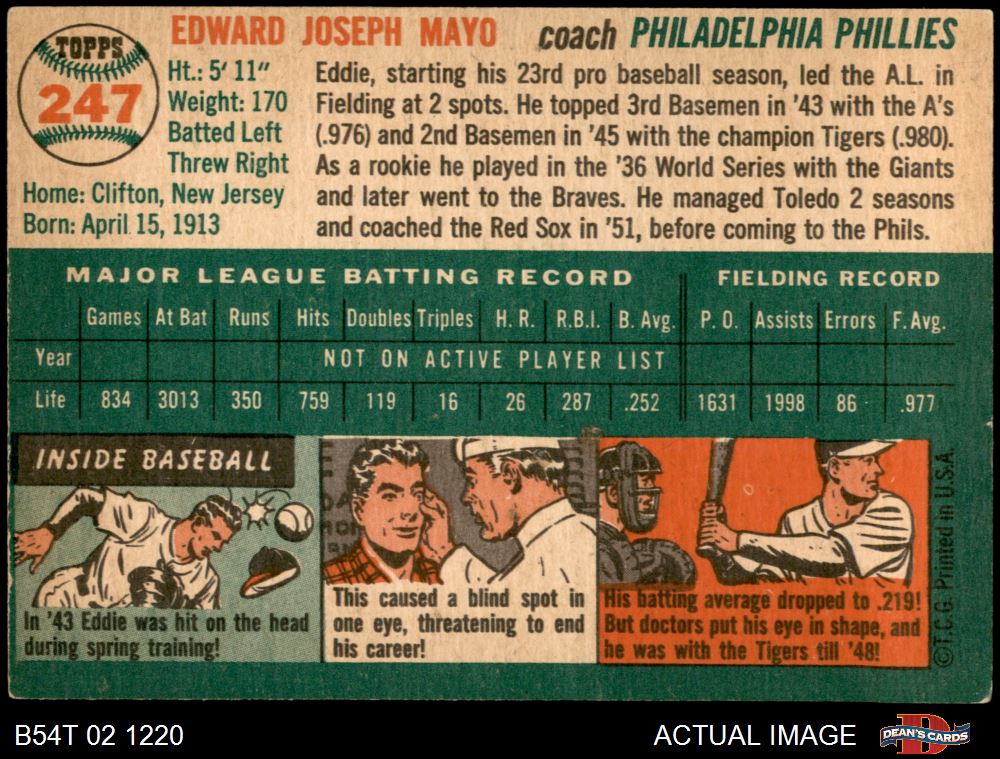 TOPPS
247
EDWARD JOSEPH MAYO coach PHILADELPHIA PHILLIES
Ht.: 5' 11"
Weight: 170
Batted Left
Threw Right
Home: Clifton, New Jersey
Born: April 15, 1913
Eddie, starting his 23rd pro baseball season, led the A.L. in
Fielding at 2 spots. He topped 3rd Basemen in '43 with the A's
(.976) and 2nd Basemen in '45 with the champion Tigers (.980).
As a rookie he played in the '36 World Series with the Giants
and later went to the Braves. He managed Toledo 2 seasons
and coached the Red Sox in '51, before coming to the Phils.
MAJOR LEAGUE BATTING RECORD FIELDING RECORD
Games At Bat Runs Hits Doubles Triples H. R. R.B.I. B. Avg. P. O. Assists Errors F. Avg.
Year NOT ON ACTIVE PLAYER LIST
Life 834 3013 350 759 119 16 26 287 .252 1631 1998 86 .977
INSIDE BASEBALL
In '43 Eddie was hit on the head
during spring training!
This caused a blind spot in
one eye, threatening to end
his career!
His batting average dropped to .219!
But doctors put his eye in shape, and
he was with the Tigers till '48!
©T.C.G. Printed in U.S.A.
B54T 02 1220 ACTUAL IMAGE
DEAN'S CARDS